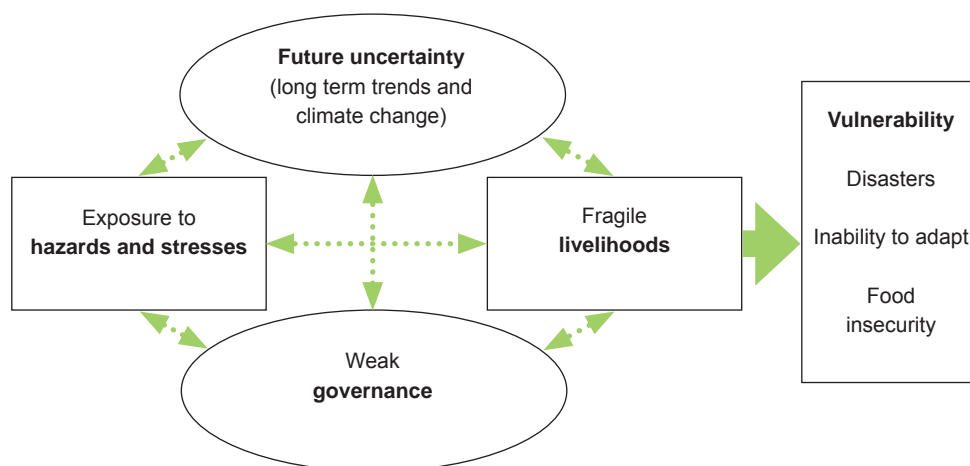 Future uncertainty
(long term trends and
climate change)
Exposure to
hazards and stresses
Fragile
livelihoods
Weak
governance
Vulnerability
Disasters
Inability to adapt
Food
insecurity